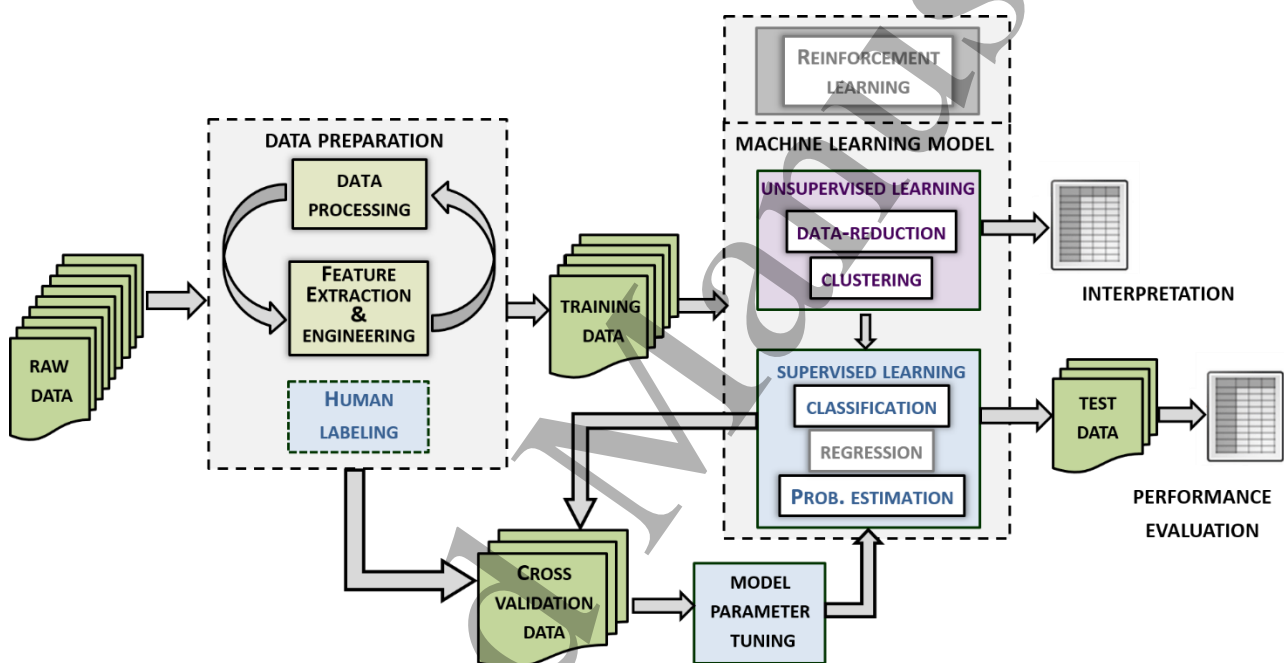 REINFORCEMENT
LEARNING
DATA PREPARATION
MACHINE LEARNING MODEL
DATA
PROCESSING
UNSUPERVISED LEARNING
DATA-REDUCTION
CLUSTERING
FEATURE
EXTRACTION
&
ENGINEERING
INTERPRETATION
TRAINING
DATA
RAW
DATA
HUMAN
LABELING
SUPERVISED LEARNING
CLASSIFICATION
REGRESSION
PROB. ESTIMATION
TEST
DATA
PERFORMANCE
EVALUATION
CROSS
VALIDATION
DATA
MODEL
PARAMETER
TUNING
d Manus